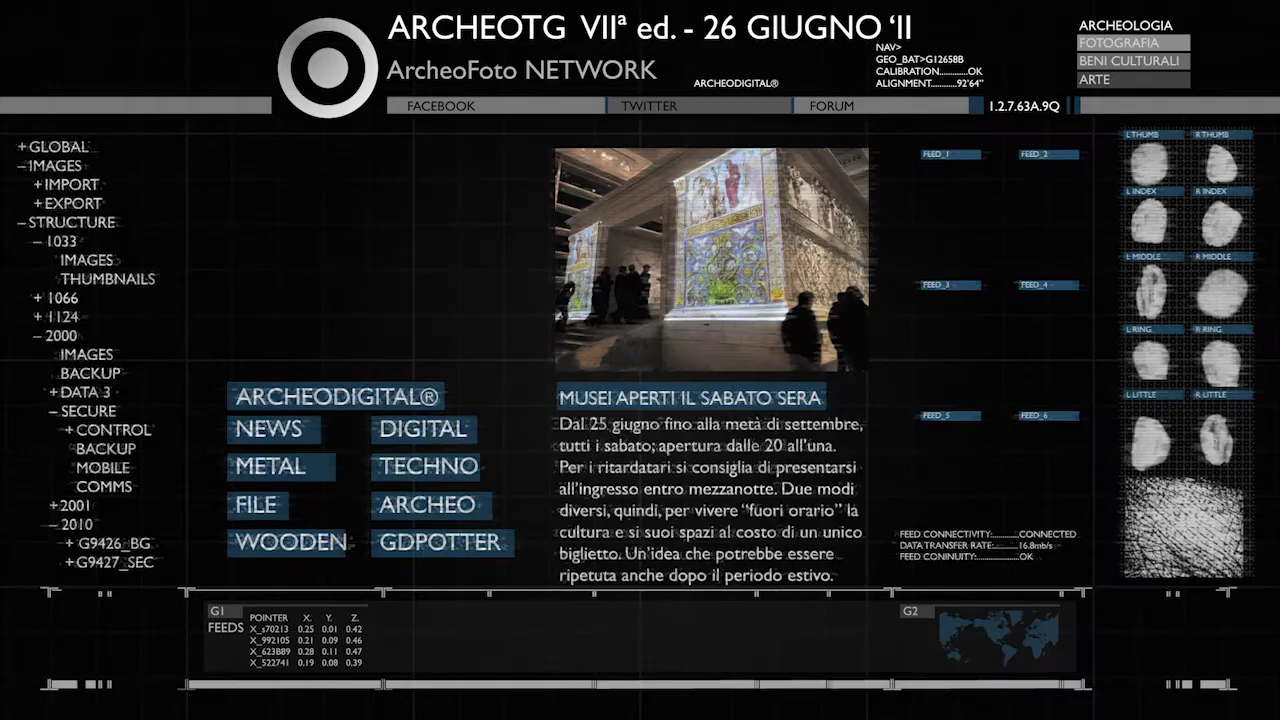 ARCHEOTG VIIª ed. - 26 GIUGNO '11
ArcheoFoto NETWORK
ARCHEODIGITAL®
NAV>
GEO_BAT>G12658B
CALIBRATION............OK
ALIGNMENT..........92'64"
ARCHEOLOGIA
FOTOGRAFIA
BENI CULTURALI
ARTE
FACEBOOK
TWITTER
FORUM
1.2.7.63A.9Q
+GLOBAL
–IMAGES
+IMPORT
+EXPORT
–STRUCTURE
– 1033
IMAGES
THUMBNAILS
+ 1066
+ 1124
– 2000
IMAGES
BACKUP
+DATA 3
–SECURE
+CONTROL
BACKUP
MOBILE
COMMS
+2001
–2010
+G9426_BG
+G9427_SEC
ARCHEODIGITAL®
NEWS
DIGITAL
METAL
TECHNO
FILE
ARCHEO
WOODEN
GDPOTTER
MUSEI APERTI IL SABATO SERA
Dal 25 giugno fino alla metà di settembre,
tutti i sabato; apertura dalle 20 all'una.
Per i ritardatari si consiglia di presentarsi
all'ingresso entro mezzanotte. Due modi
diversi, quindi, per vivere "fuori orario" la
cultura e i suoi spazi al costo di un unico
biglietto. Un'idea che potrebbe essere
ripetuta anche dopo il periodo estivo.
FEED_1
FEED_2
FEED_3
FEED_4
FEED_5
FEED_6
FEED CONNECTIVITY:..........CONNECTED
DATA TRANSFER RATE:..........16.8mb/s
FEED CONINUITY:.................OK
L THUMB
R THUMB
L INDEX
R INDEX
L MIDDLE
R MIDDLE
L RING
R RING
L LITTLE
R LITTLE
G1
FEEDS
POINTER X. Y. Z.
X_s70213 0.25 0.01 0.42
X_992105 0.21 0.09 0.46
X_623B89 0.28 0.11 0.47
X_522741 0.19 0.08 0.39
G2